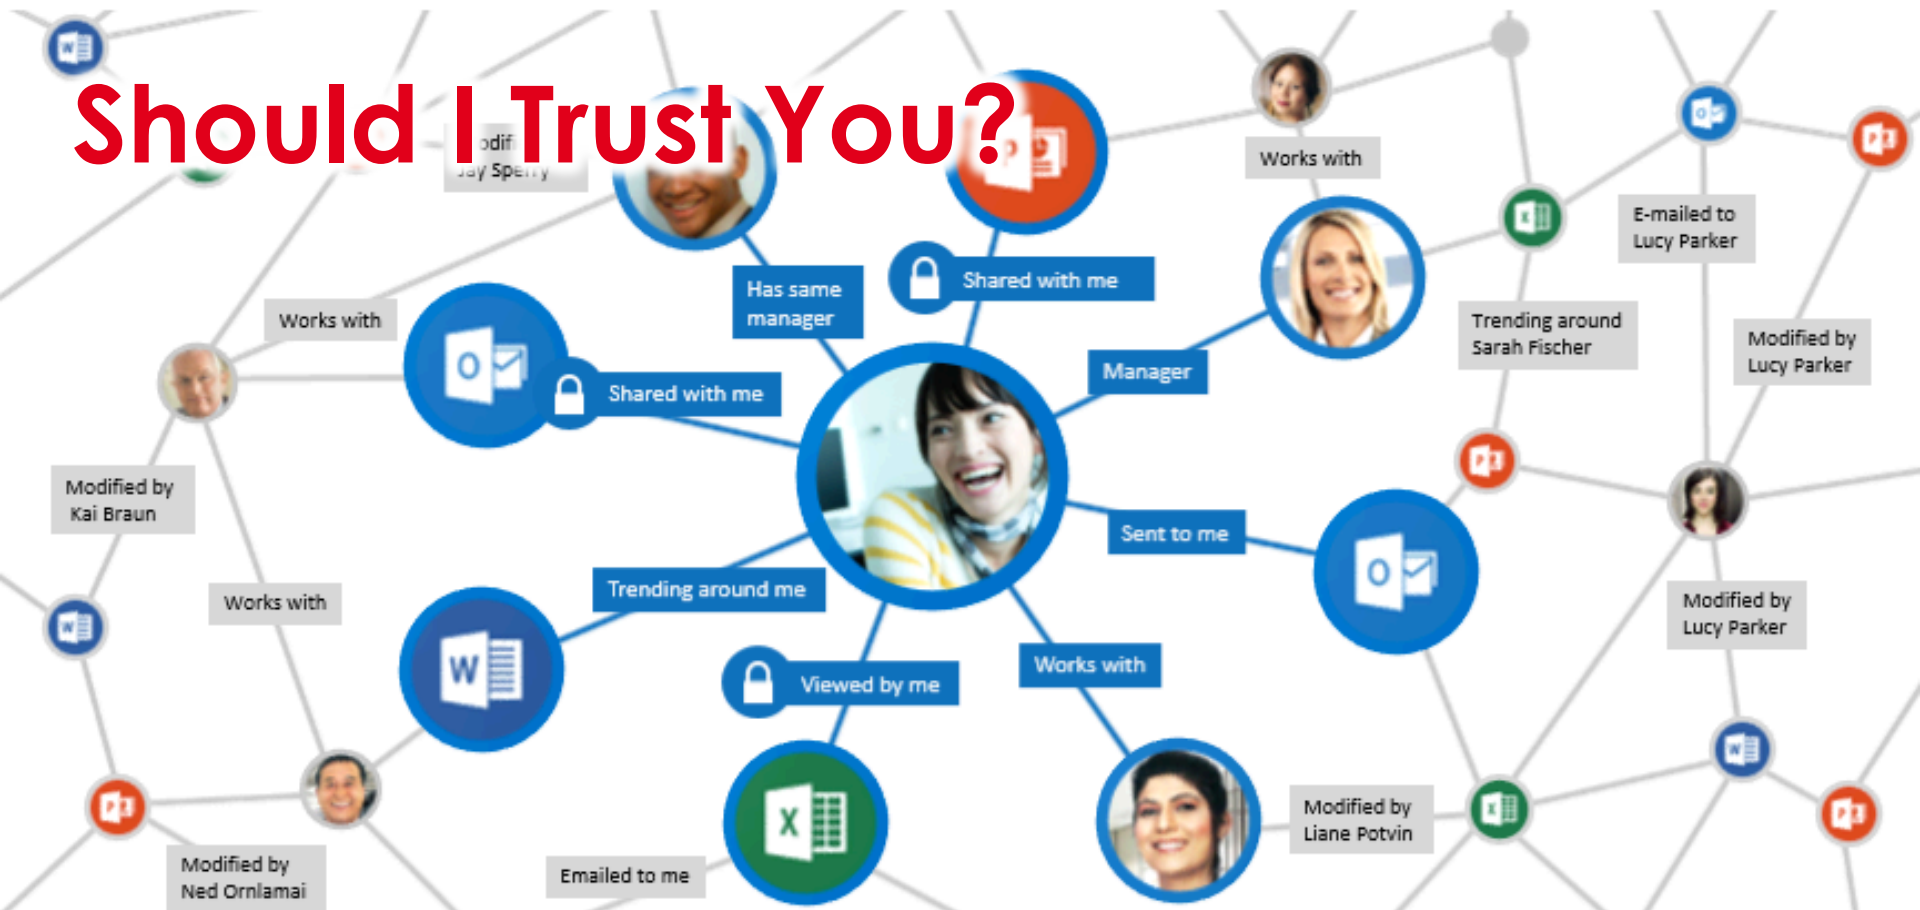 Should I Trust You?
Works with
E-mailed to
Lucy Parker
Has same
manager
Shared with me
Works with
Trending around
Sarah Fischer
Modified by
Lucy Parker
Manager
Shared with me
Modified by
Kai Braun
Sent to me
Trending around me
Works with
Modified by
Lucy Parker
Works with
Viewed by me
Modified by
Liane Potvin
Modified by
Ned Ornlamai
Emailed to me